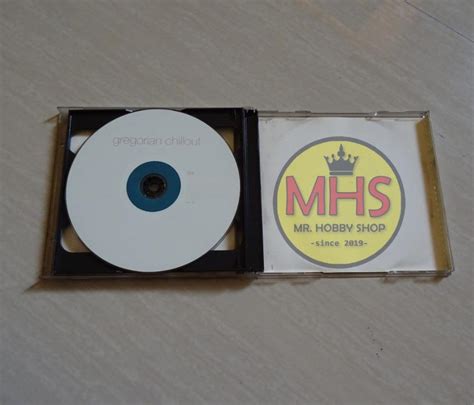 gregorian chillout
MHS
MR. HOBBY SHOP
-since 2019-